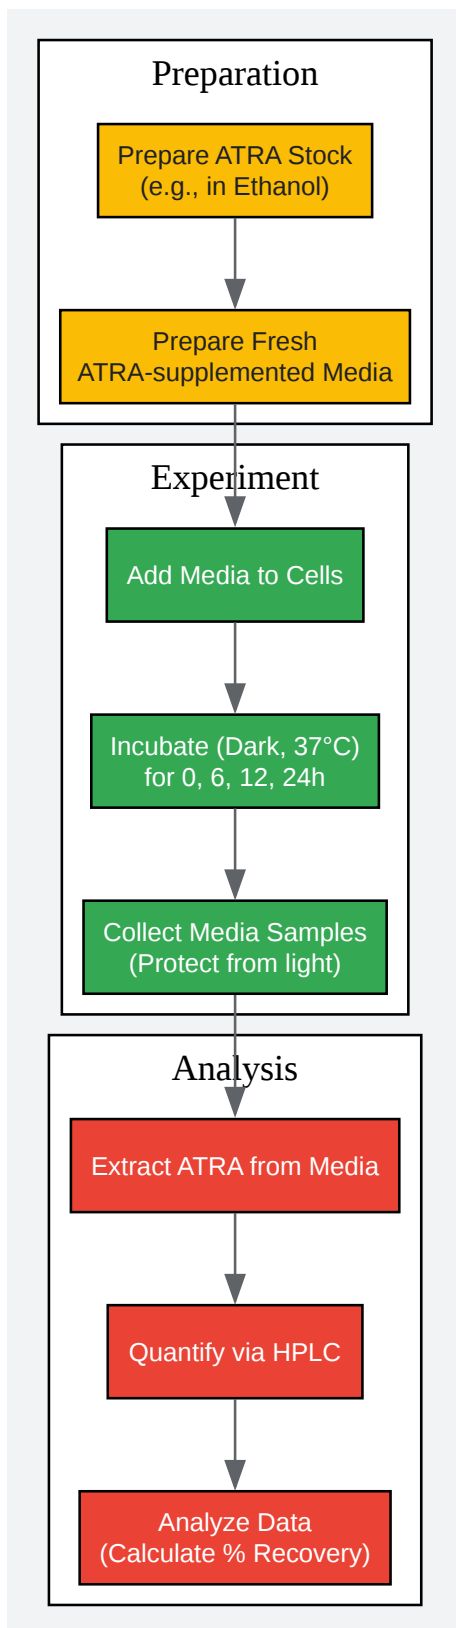 Preparation
Prepare ATRA Stock
(e.g., in Ethanol)
Prepare Fresh
ATRA-supplemented Media
Experiment
Add Media to Cells
Incubate (Dark, 37°C)
for 0, 6, 12, 24h
Collect Media Samples
(Protect from light)
Analysis
Extract ATRA from Media
Quantify via HPLC
Analyze Data
(Calculate % Recovery)